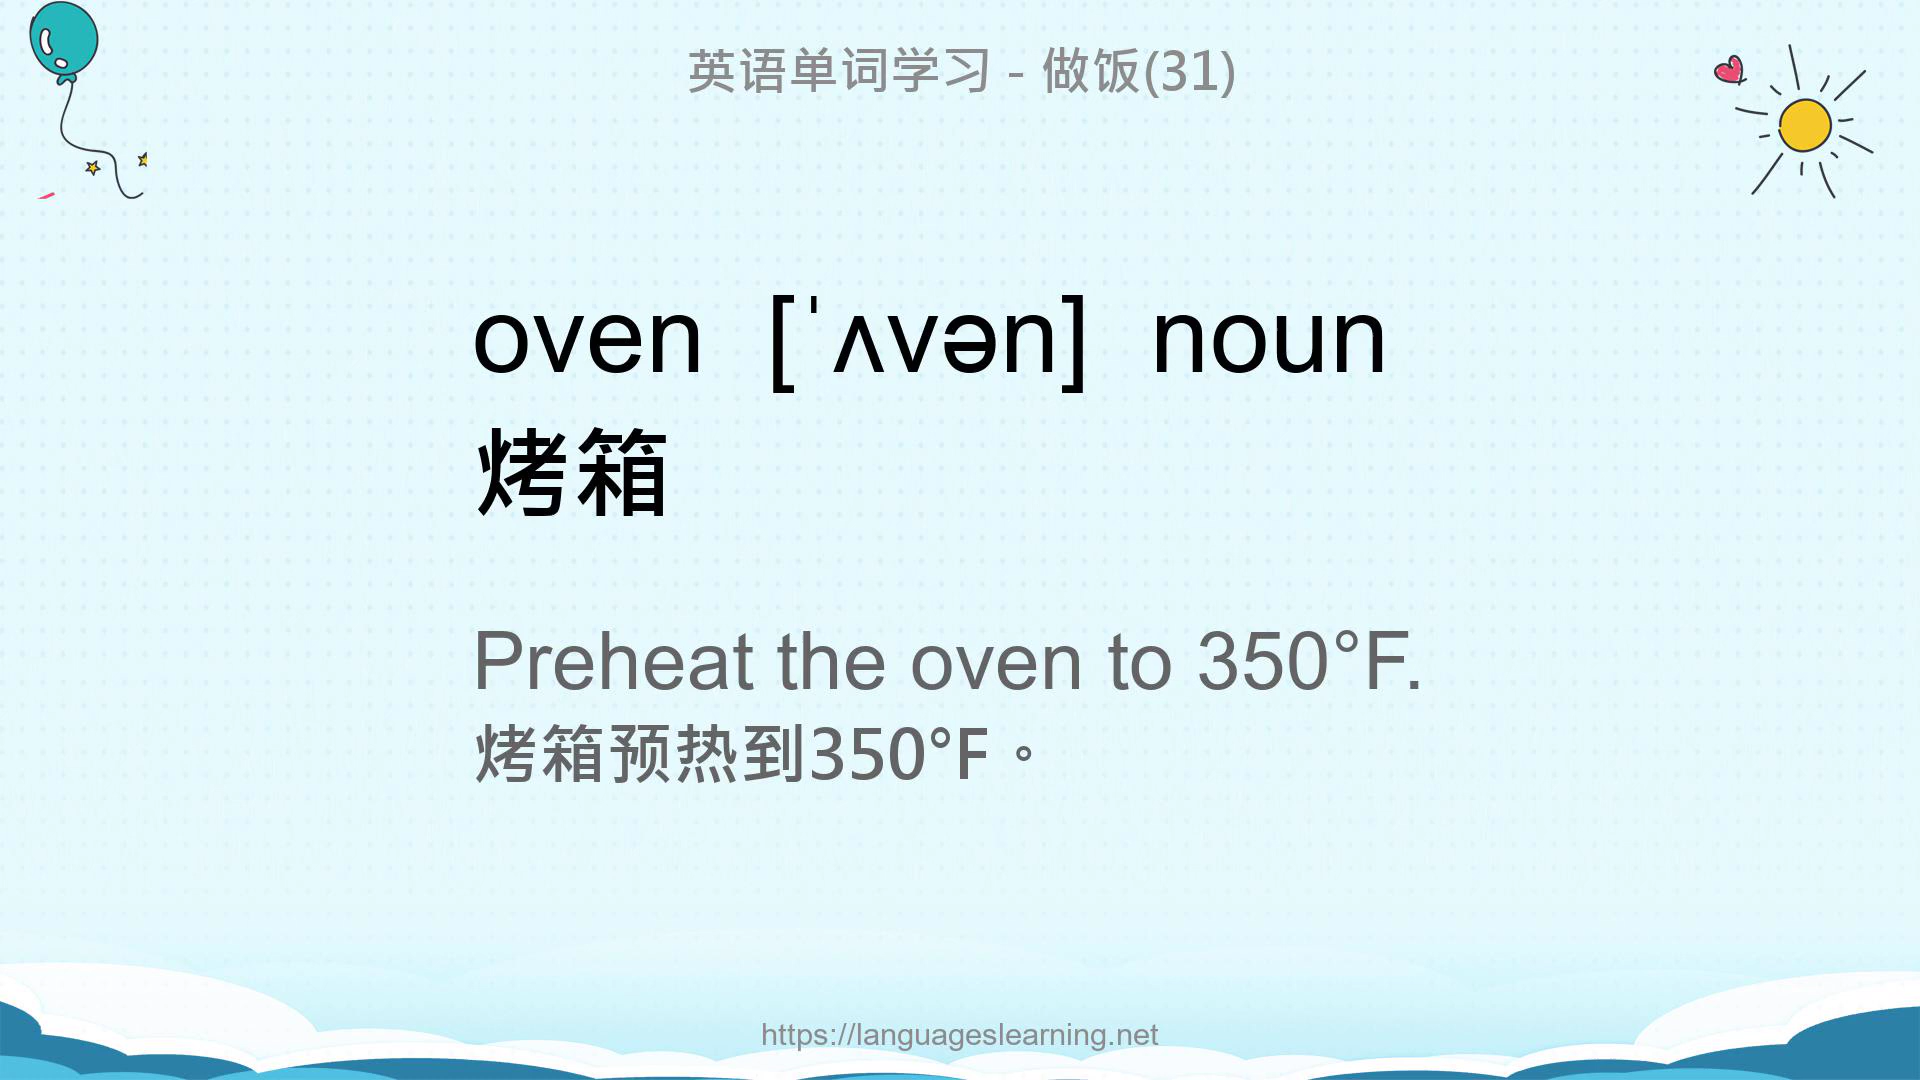 英语单词学习 - 做饭(31)
oven [ˈʌvən] noun
烤箱
Preheat the oven to 350°F.
烤箱预热到350°F。
https://languageslearning.net